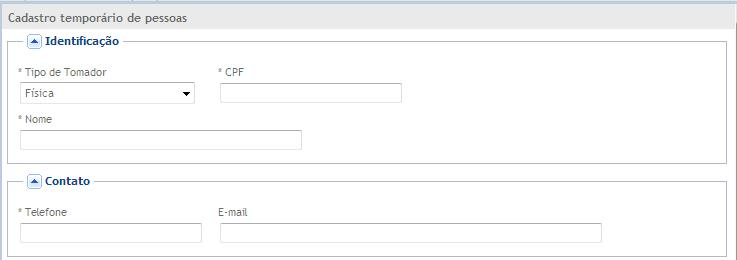 Cadastro temporário de pessoas
Identificação
* Tipo de Tomador * CPF
Física
* Nome
Contato
* Telefone E-mail